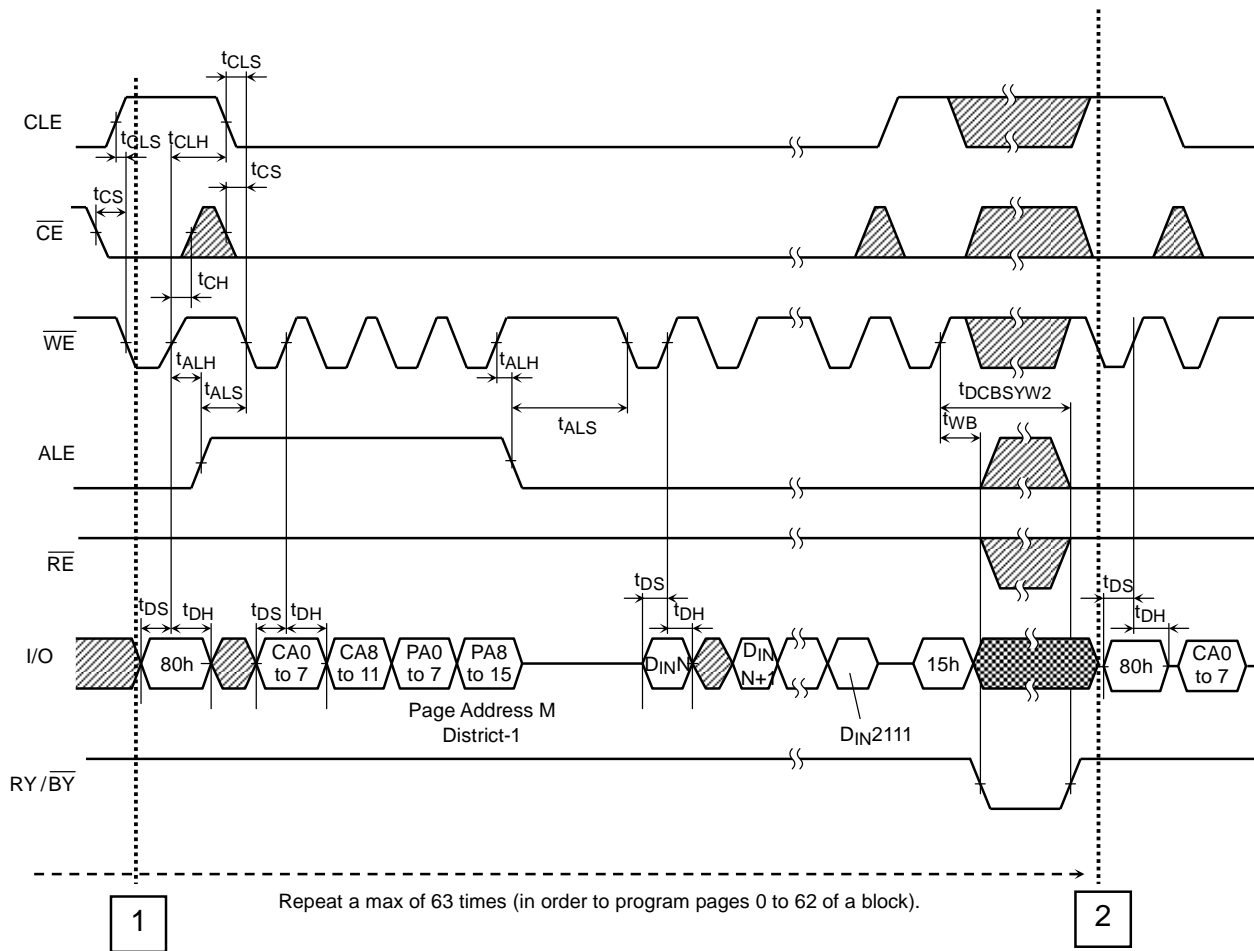 tCLS
CLE
tCLS
tCLH
tCS
tCS
CE
tCH
WE
tALH
tALH
tALS
tDCBSYW2
tALS
tWB
ALE
RE
tDS
tDH
tDS
tDH
tDS
tDH
tDS
tDH
I/O
80h
CA0
to 7
CA8
to 11
PA0
to 7
PA8
to 15
DINN
DIN
N+1
15h
80h
CA0
to 7
Page Address M
District-1
DIN2111
RY/BY
Repeat a max of 63 times (in order to program pages 0 to 62 of a block).
1
2